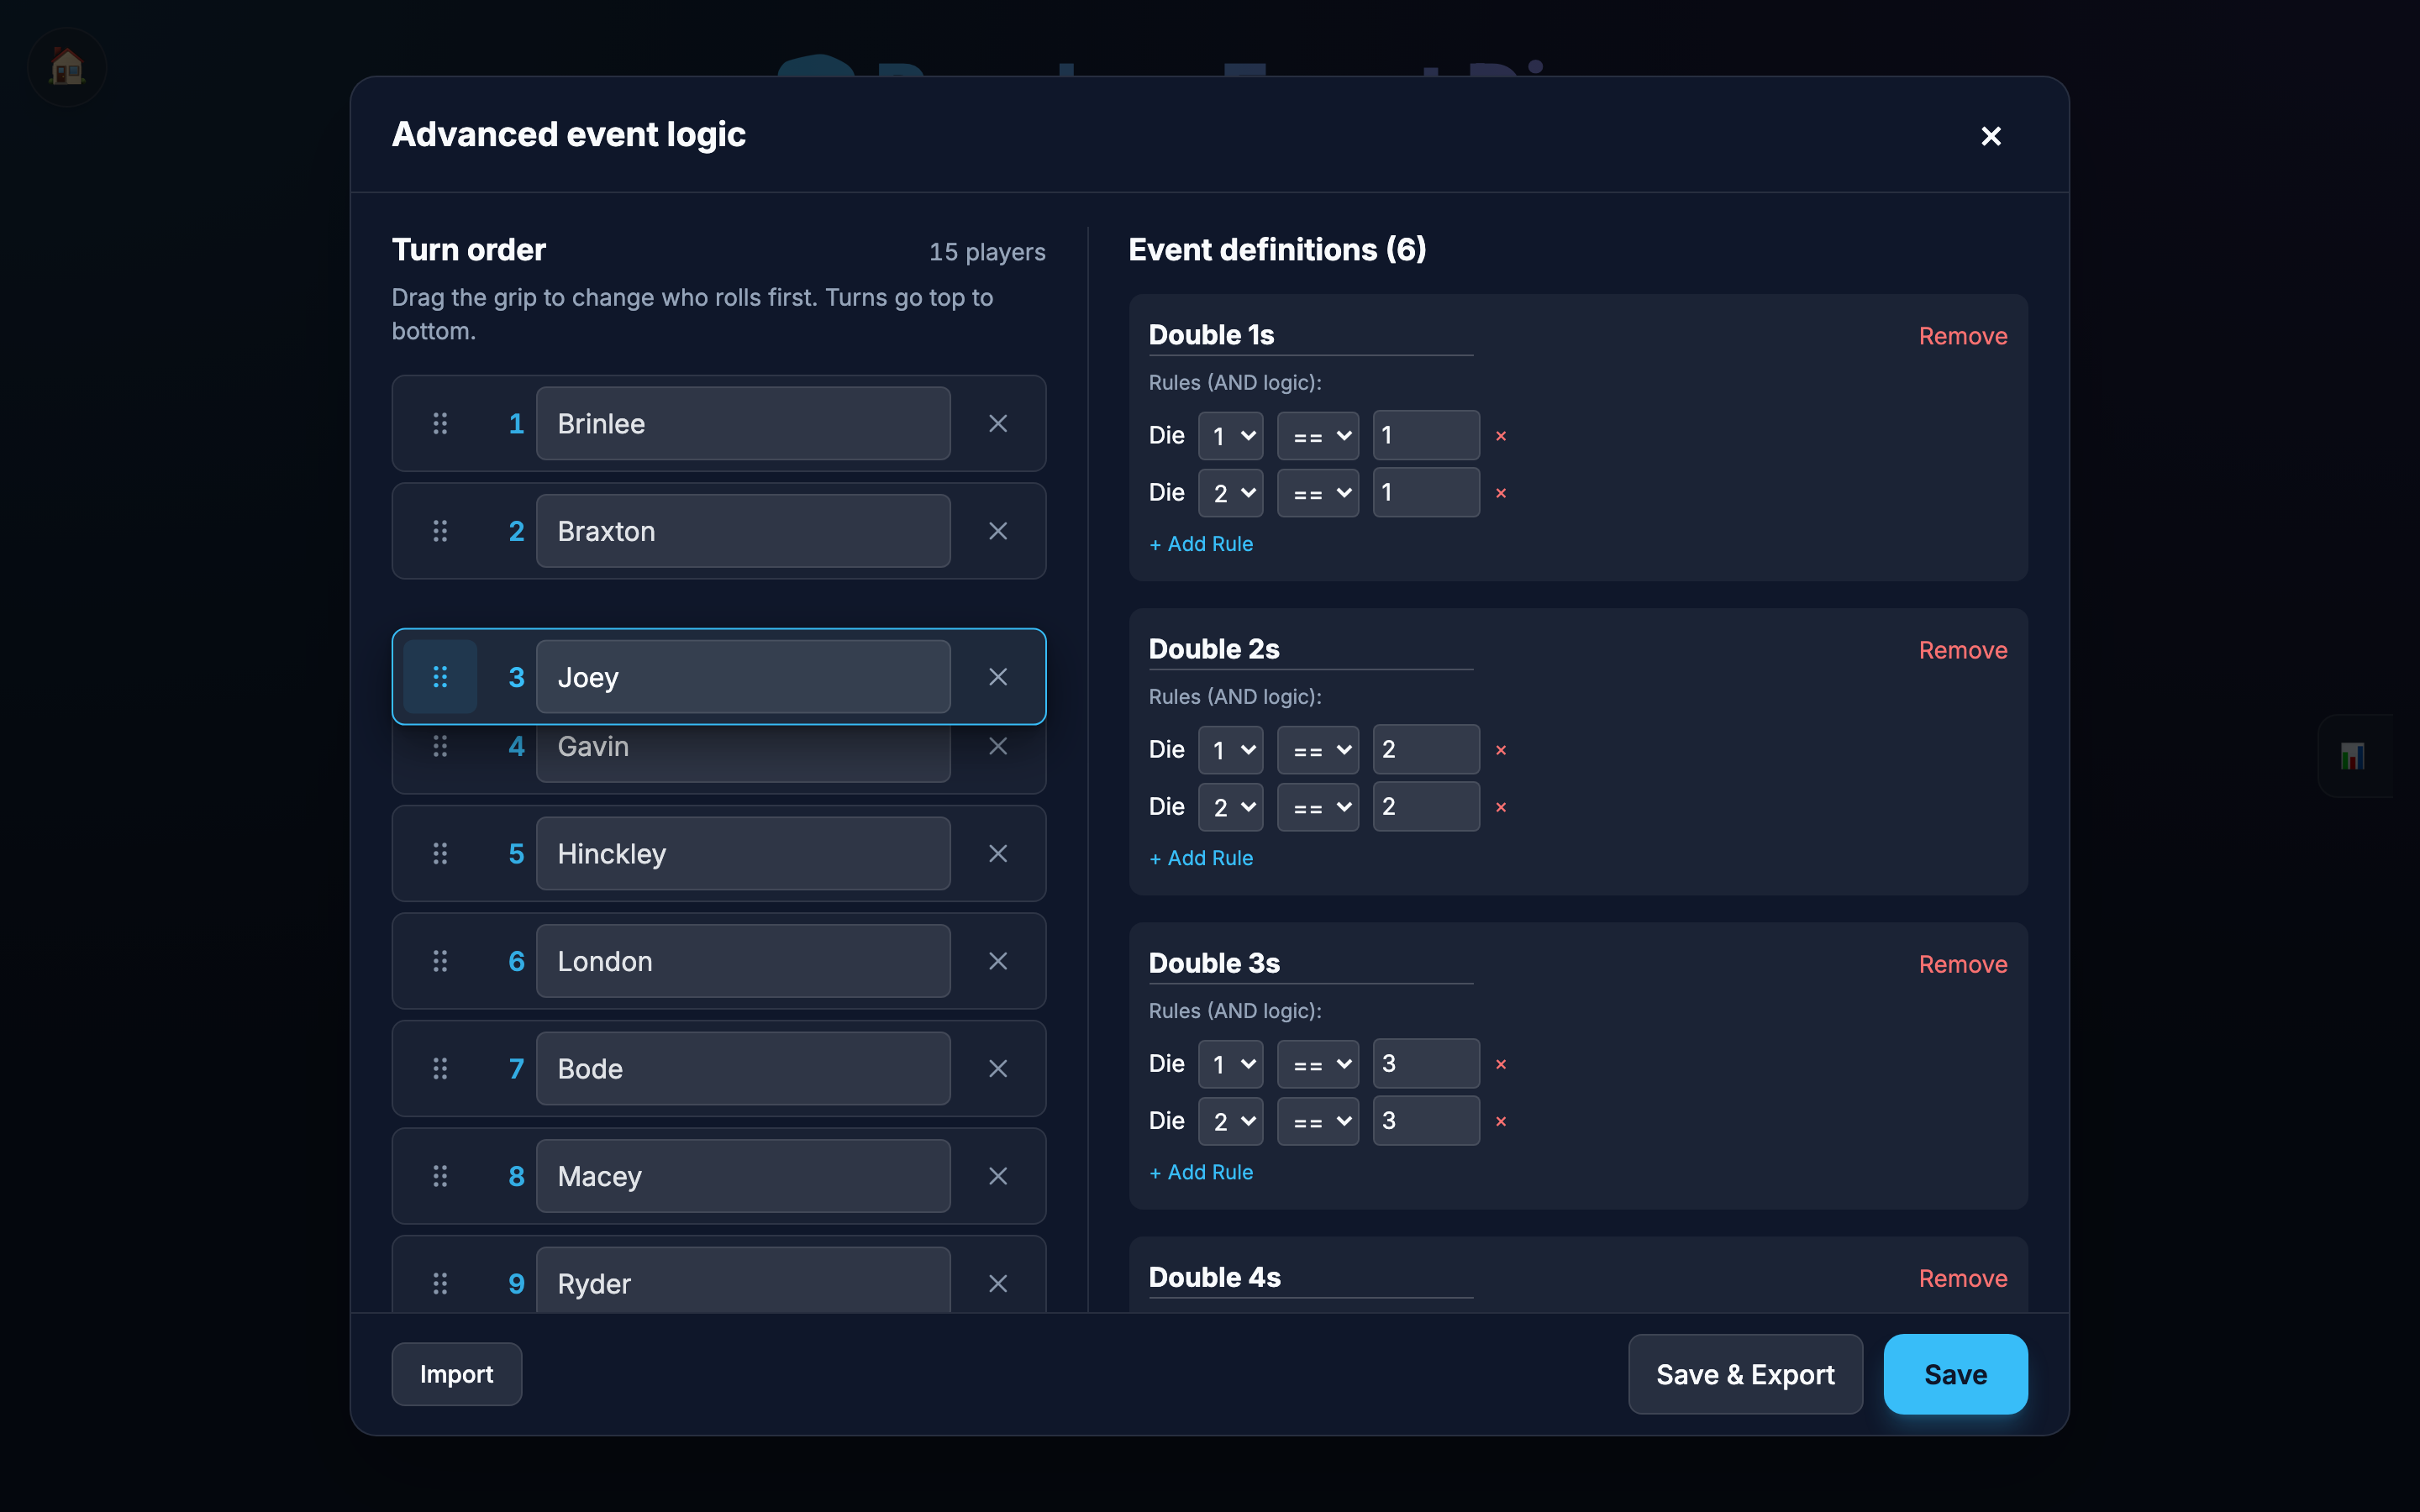 Advanced event logic
×
Turn order
15 players
Drag the grip to change who rolls first. Turns go top to
bottom.
1 Brinlee
2 Braxton
3 Joey
4 Gavin
5 Hinckley
6 London
7 Bode
8 Macey
9 Ryder
Event definitions (6)
Double 1s Remove
Rules (AND logic):
Die 1 == 1 ×
Die 2 == 1 ×
+ Add Rule
Double 2s Remove
Rules (AND logic):
Die 1 == 2 ×
Die 2 == 2 ×
+ Add Rule
Double 3s Remove
Rules (AND logic):
Die 1 == 3 ×
Die 2 == 3 ×
+ Add Rule
Double 4s Remove
Import
Save & Export
Save